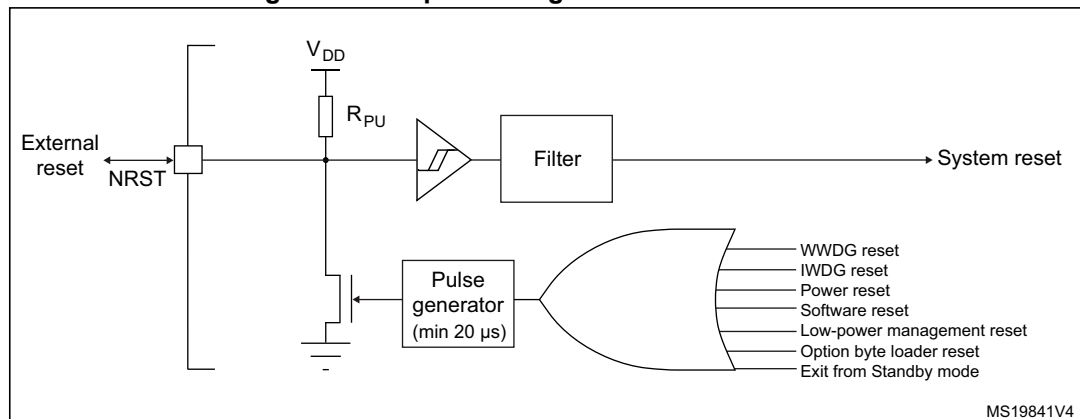 V DD
R PU
External
reset
NRST
Filter
System reset
Pulse
generator
(min 20 µs)
WWDG reset
IWDG reset
Power reset
Software reset
Low-power management reset
Option byte loader reset
Exit from Standby mode
MS19841V4